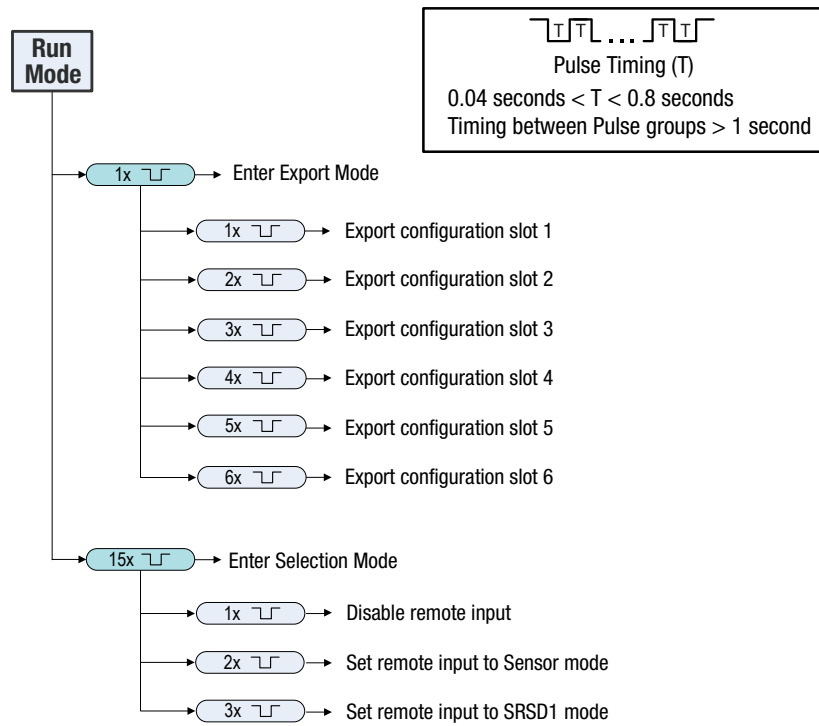 Run
Mode
T T ... T T
Pulse Timing (T)
0.04 seconds < T < 0.8 seconds
Timing between Pulse groups > 1 second
1x Enter Export Mode
1x Export configuration slot 1
2x Export configuration slot 2
3x Export configuration slot 3
4x Export configuration slot 4
5x Export configuration slot 5
6x Export configuration slot 6
15x Enter Selection Mode
1x Disable remote input
2x Set remote input to Sensor mode
3x Set remote input to SRSD1 mode